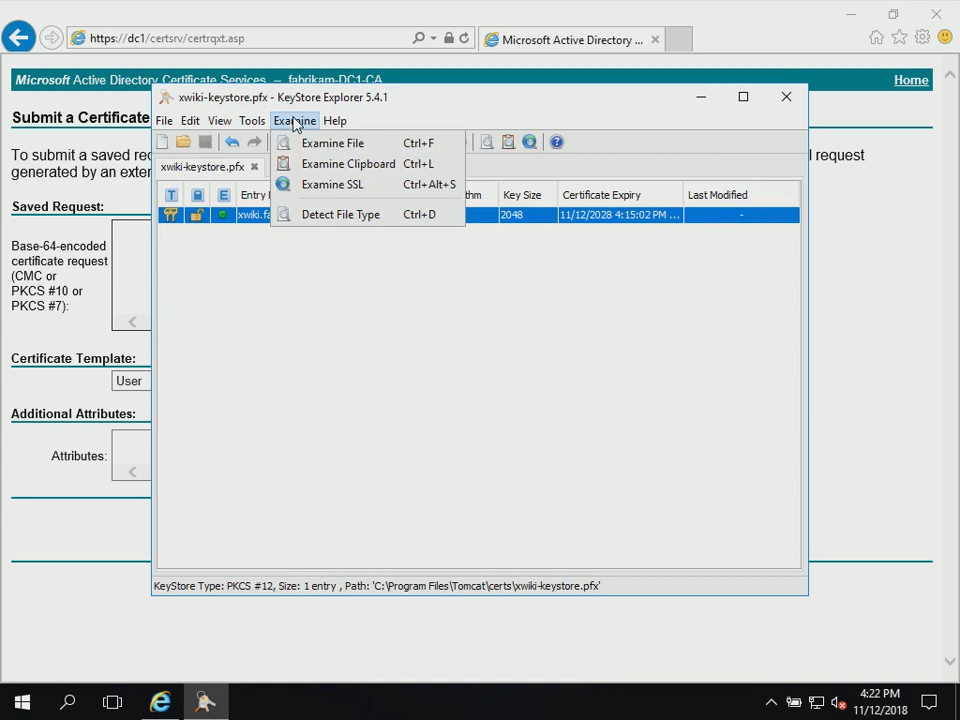 https://dc1/certsrv/certrqxt.asp
Microsoft Active Directory ...
Microsoft Active Directory Certificate Services -- fabrikam-DC1-CA
Home
Submit a Certificate
To submit a saved req
request
generated by an exter
Saved Request:
Base-64-encoded
certificate request
(CMC or
PKCS #10 or
PKCS #7):
Certificate Template:
User
Additional Attributes:
Attributes:
xwiki-keystore.pfx - KeyStore Explorer 5.4.1
File Edit View Tools Examine Help
Examine File Ctrl+F
Examine Clipboard Ctrl+L
Examine SSL Ctrl+Alt+S
Detect File Type Ctrl+D
xwiki-keystore.pfx
T E Entry Key Size Certificate Expiry Last Modified
2048 11/12/2028 4:15:02 PM ... -
KeyStore Type: PKCS #12, Size: 1 entry , Path: 'C:\Program Files\Tomcat\certs\xwiki-keystore.pfx'
4:22 PM
11/12/2018